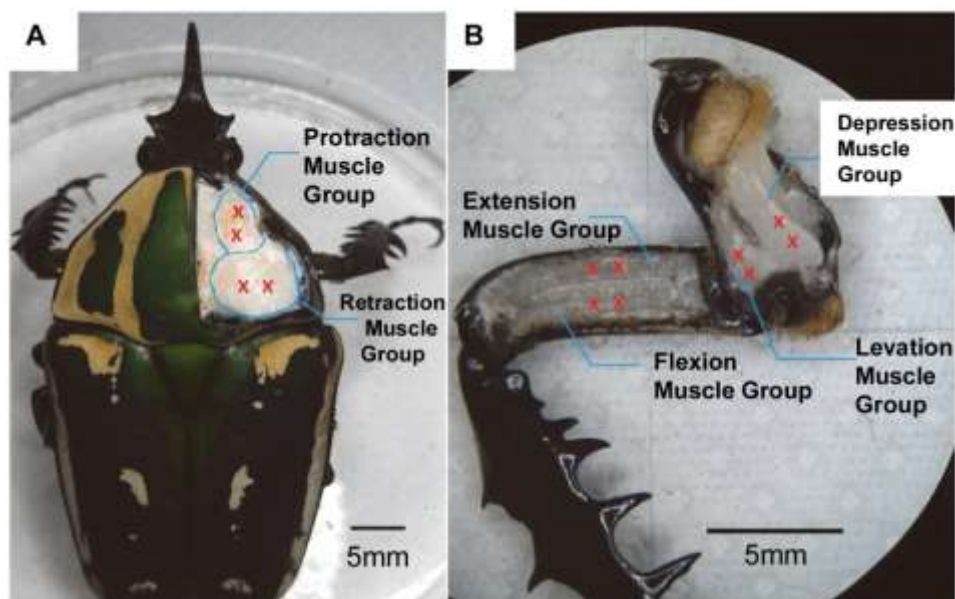 A
Protraction
Muscle
Group
x
x
x x
Retraction
Muscle
Group
5mm
B
Depression
Muscle
Group
Extension
Muscle Group
x
x
x
x
x x
x x
Flexion
Muscle Group
Levation
Muscle
Group
5mm